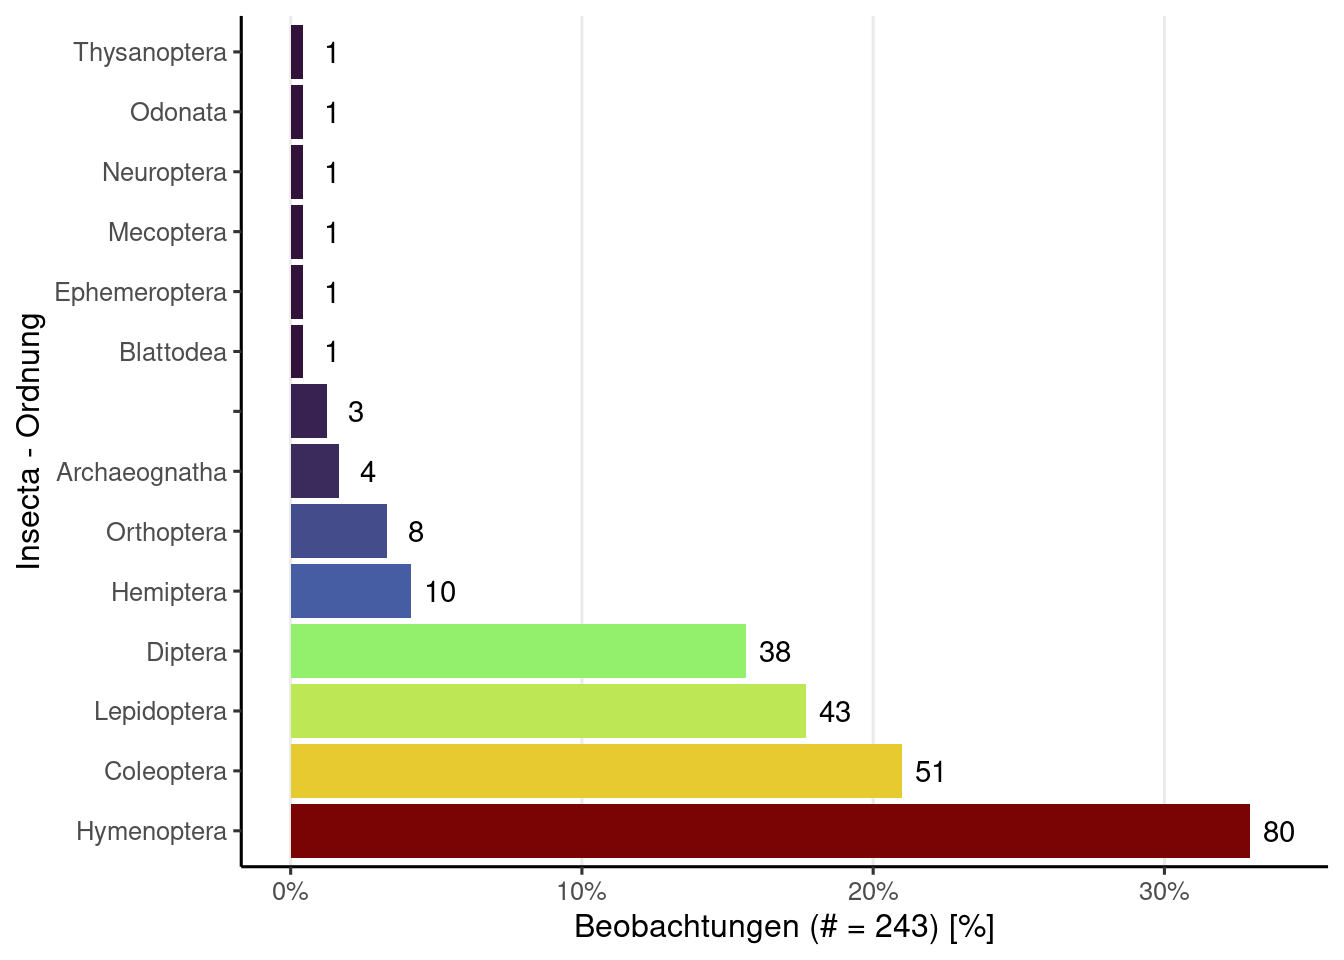 Thysanoptera 1
Odonata 1
Neuroptera 1
Mecoptera 1
Ephemeroptera 1
Blattodea 1
3
Archaeognatha 4
Orthoptera 8
Hemiptera 10
Diptera 38
Lepidoptera 43
Coleoptera 51
Hymenoptera 80
0% 10% 20% 30%
Beobachtungen (# = 243) [%]
Insecta - Ordnung